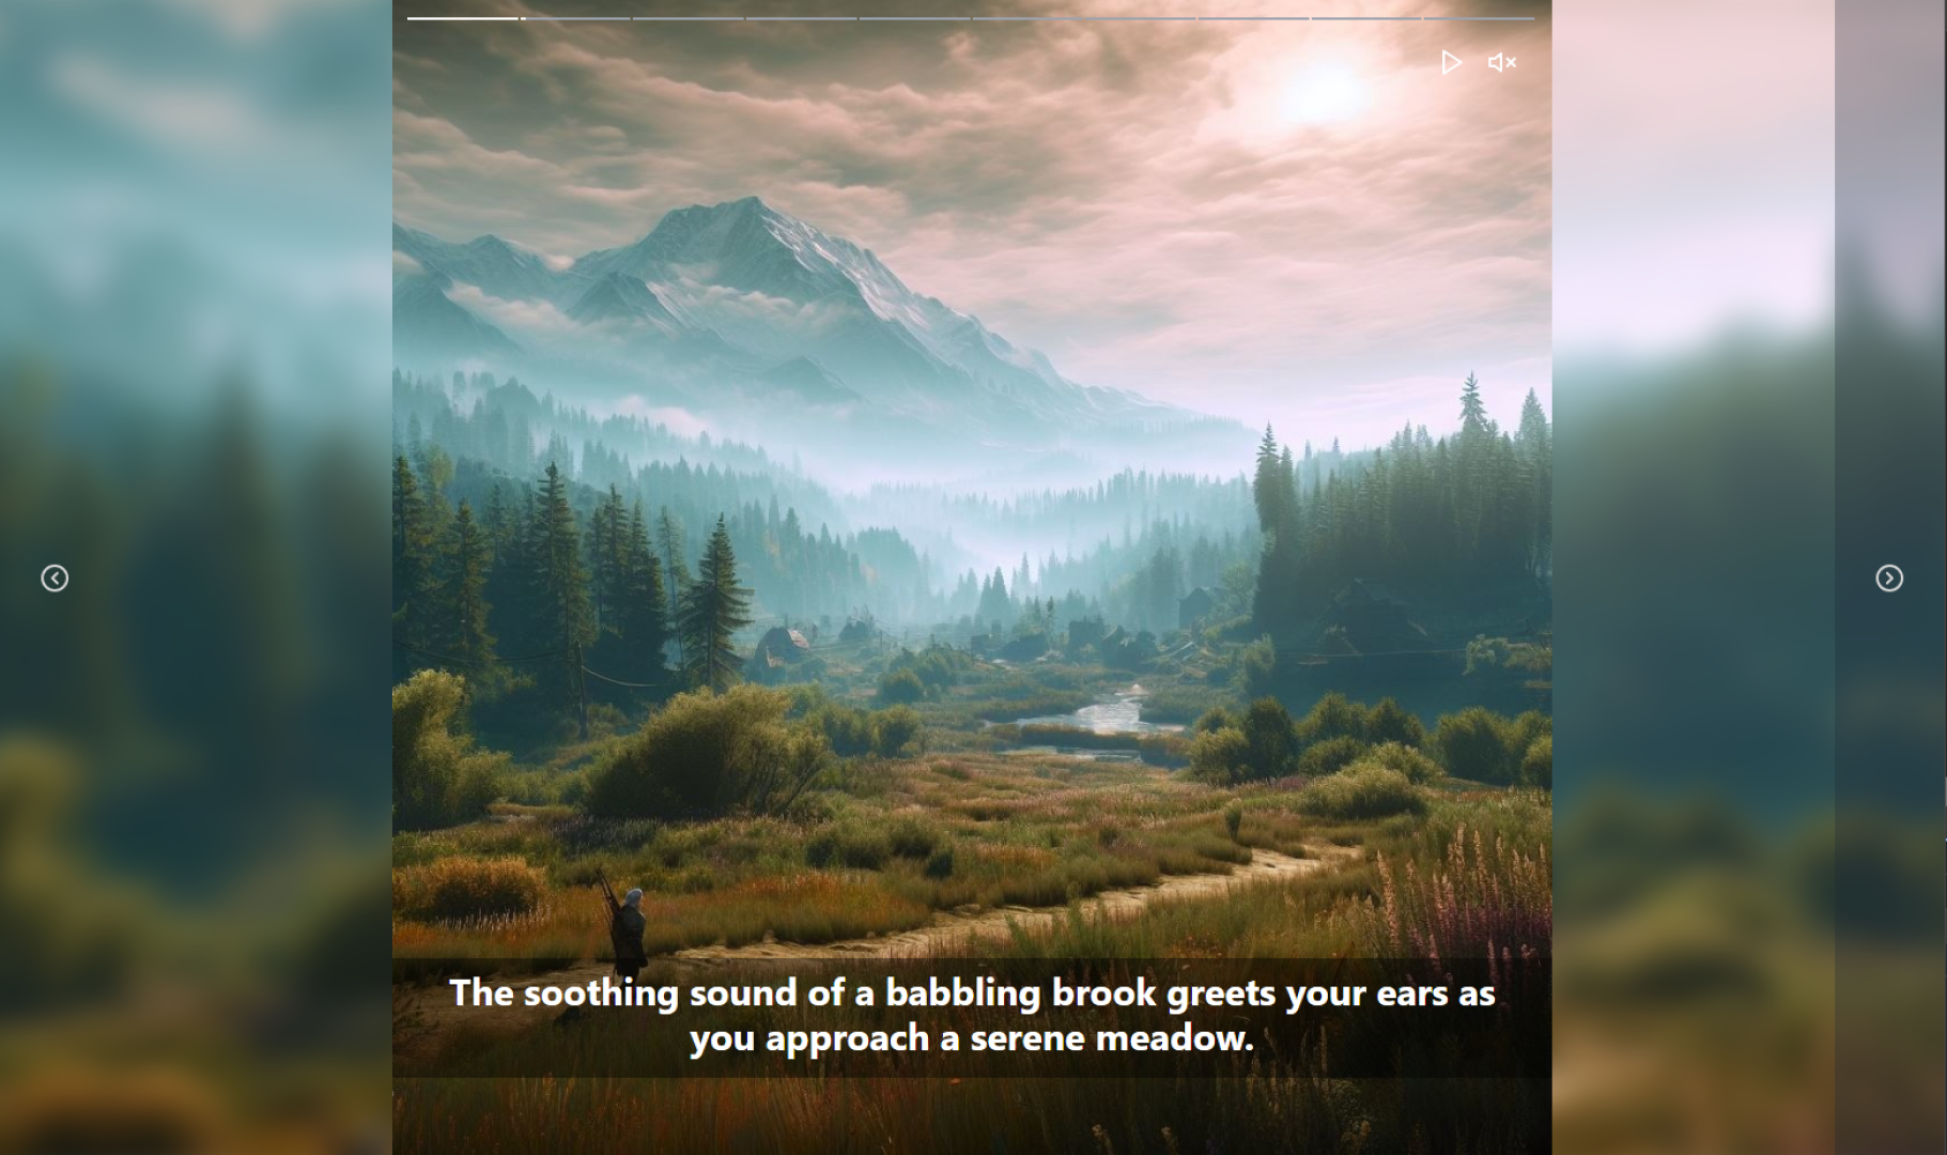 The soothing sound of a babbling brook greets your ears as
you approach a serene meadow.